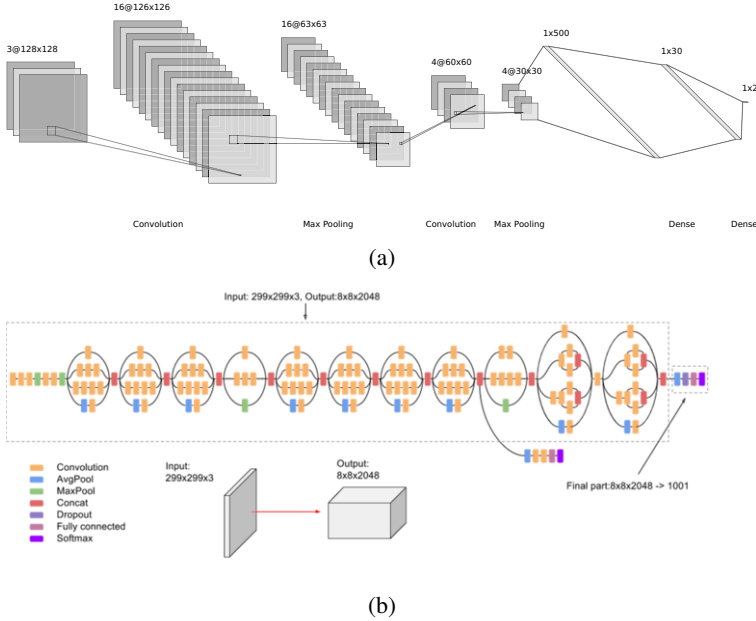 16@126x126
16@63x63
3@128x128
4@60x60
4@30x30
1x500
1x30
1x2
Convolution
Max Pooling
Convolution
Max Pooling
Dense
Dense
(a)
Input: 299x299x3, Output:8x8x2048
Convolution
AvgPool
MaxPool
Concat
Dropout
Fully connected
Softmax
Input:
299x299x3
Output:
8x8x2048
Final part:8x8x2048 -> 1001
(b)